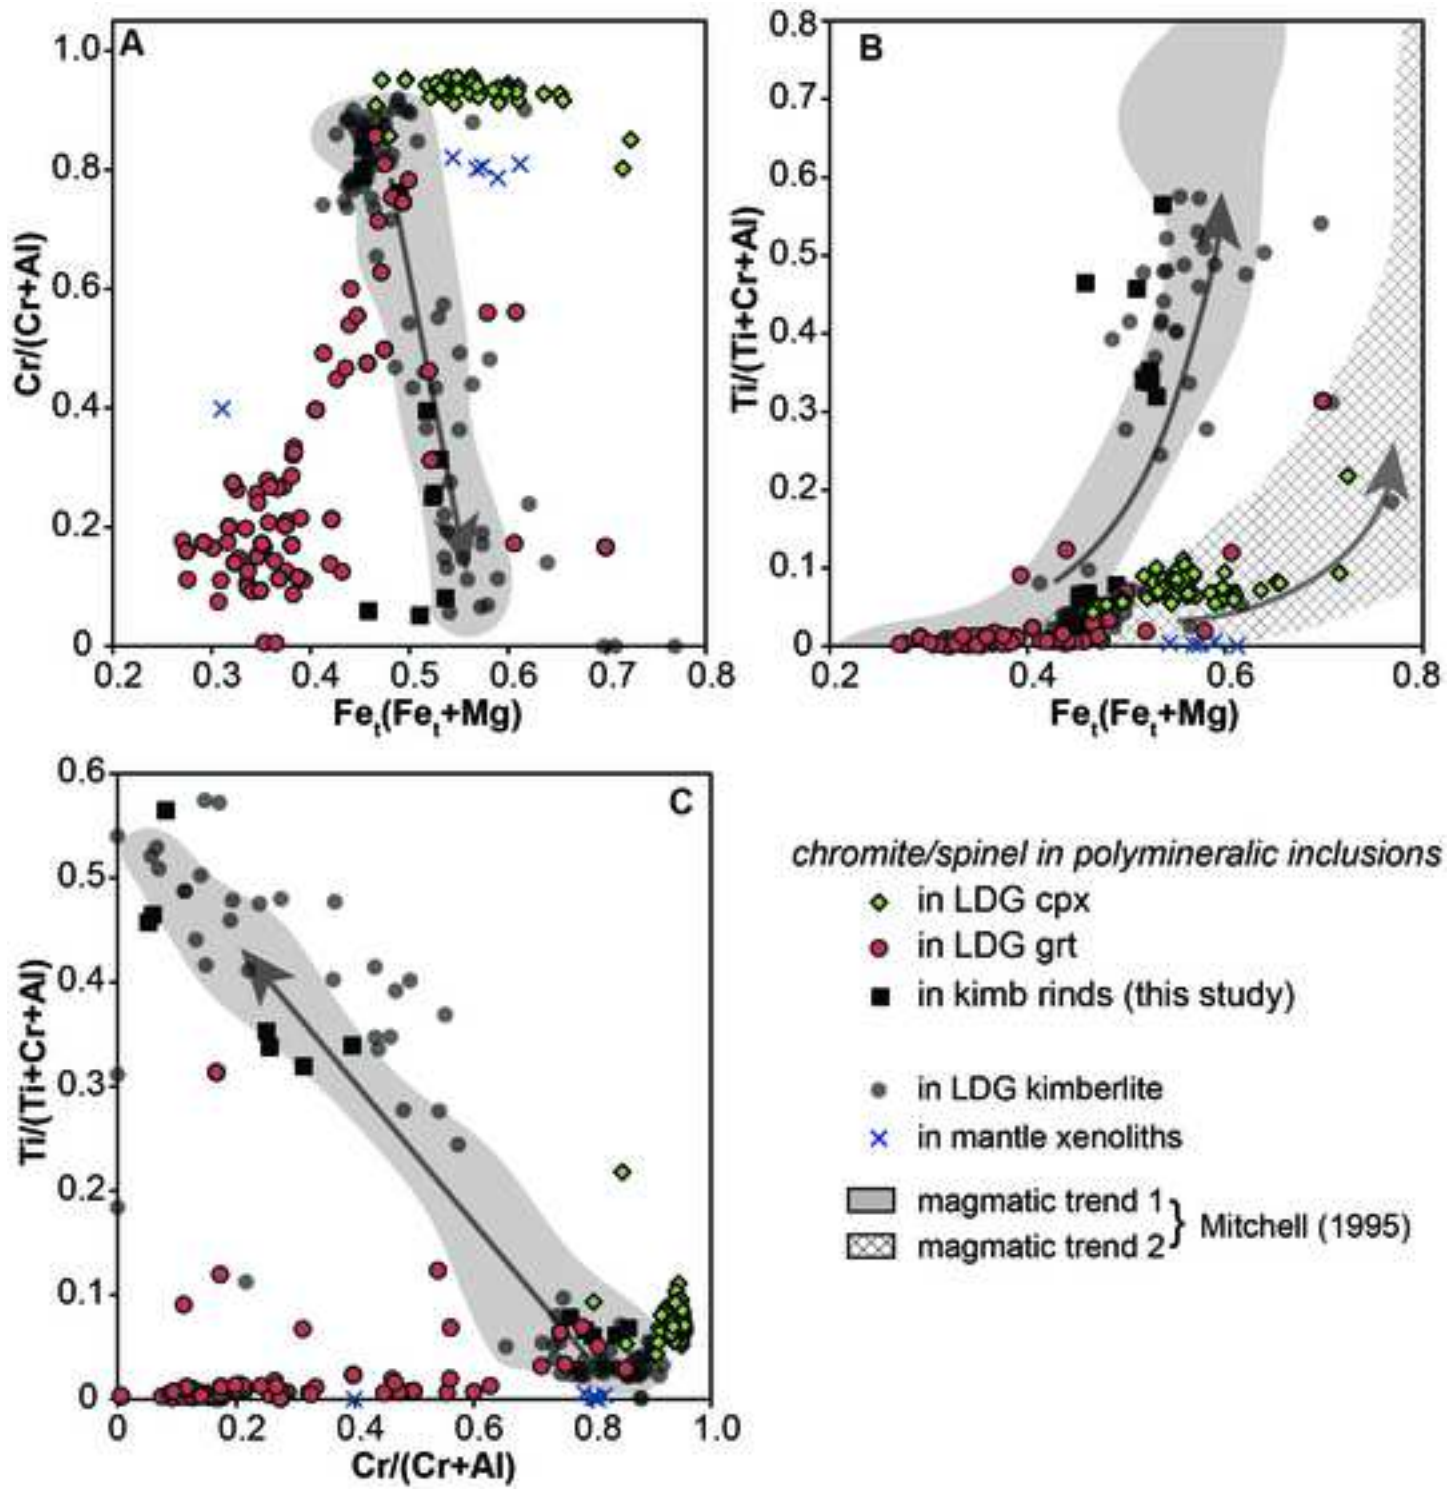 A
1.0
0.8
0.6
0.4
0.2
0
Cr/(Cr+Al)
0.2 0.3 0.4 0.5 0.6 0.7 0.8
Fet(Fet+Mg)
B
0.8
0.7
0.6
0.5
0.4
0.3
0.2
0.1
0
Ti/(Ti+Cr+Al)
0.2 0.4 0.6 0.8
Fet(Fet+Mg)
C
0.6
0.5
0.4
0.3
0.2
0.1
0
Ti/(Ti+Cr+Al)
0 0.2 0.4 0.6 0.8 1.0
Cr/(Cr+Al)
chromite/spinel in polymineralic inclusions
in LDG cpx
in LDG grt
in kimb rinds (this study)
in LDG kimberlite
in mantle xenoliths
magmatic trend 1
magmatic trend 2
} Mitchell (1995)